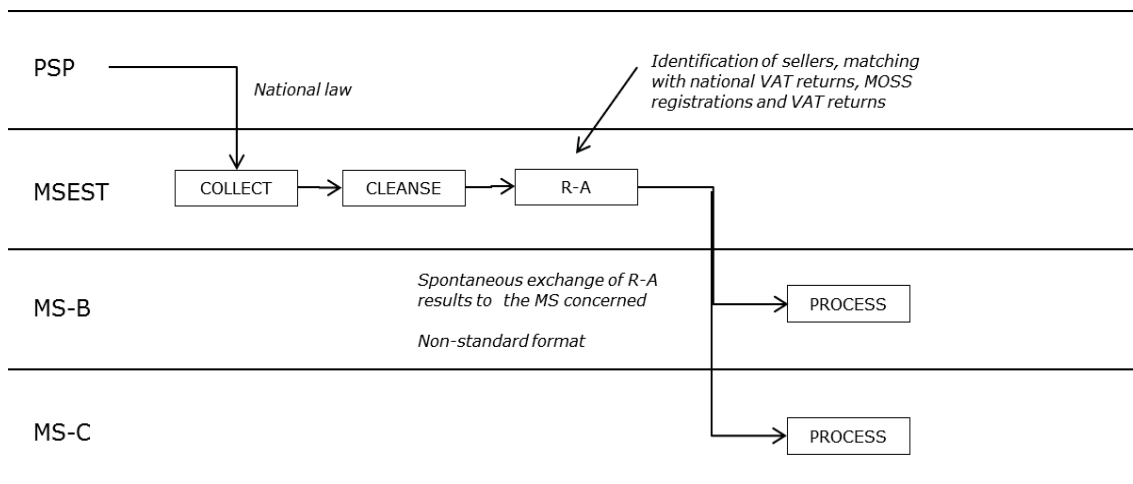 PSP
National law
Identification of sellers, matching
with national VAT returns, MOSS
registrations and VAT returns
MSEST
COLLECT
CLEANSE
R-A
MS-B
Spontaneous exchange of R-A
results to the MS concerned
Non-standard format
PROCESS
MS-C
PROCESS